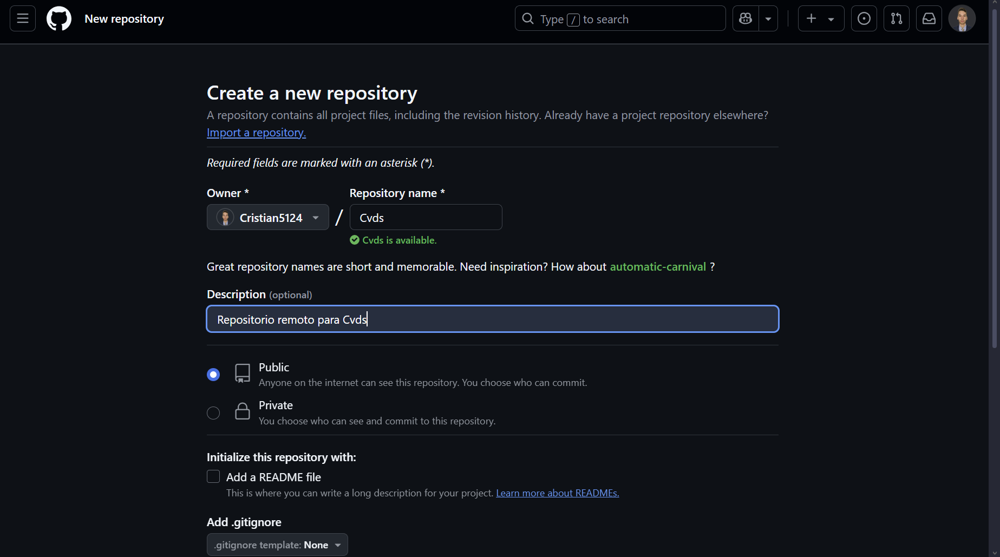 New repository
Type / to search
Create a new repository
A repository contains all project files, including the revision history. Already have a project repository elsewhere?
Import a repository.
Required fields are marked with an asterisk (*).
Owner *
Repository name *
Cristian5124
/
Cvds
Cvds is available.
Great repository names are short and memorable. Need inspiration? How about automatic-carnival ?
Description (optional)
Repositorio remoto para Cvds
Public
Anyone on the internet can see this repository. You choose who can commit.
Private
You choose who can see and commit to this repository.
Initialize this repository with:
Add a README file
This is where you can write a long description for your project. Learn more about READMEs.
Add .gitignore
.gitignore template: None